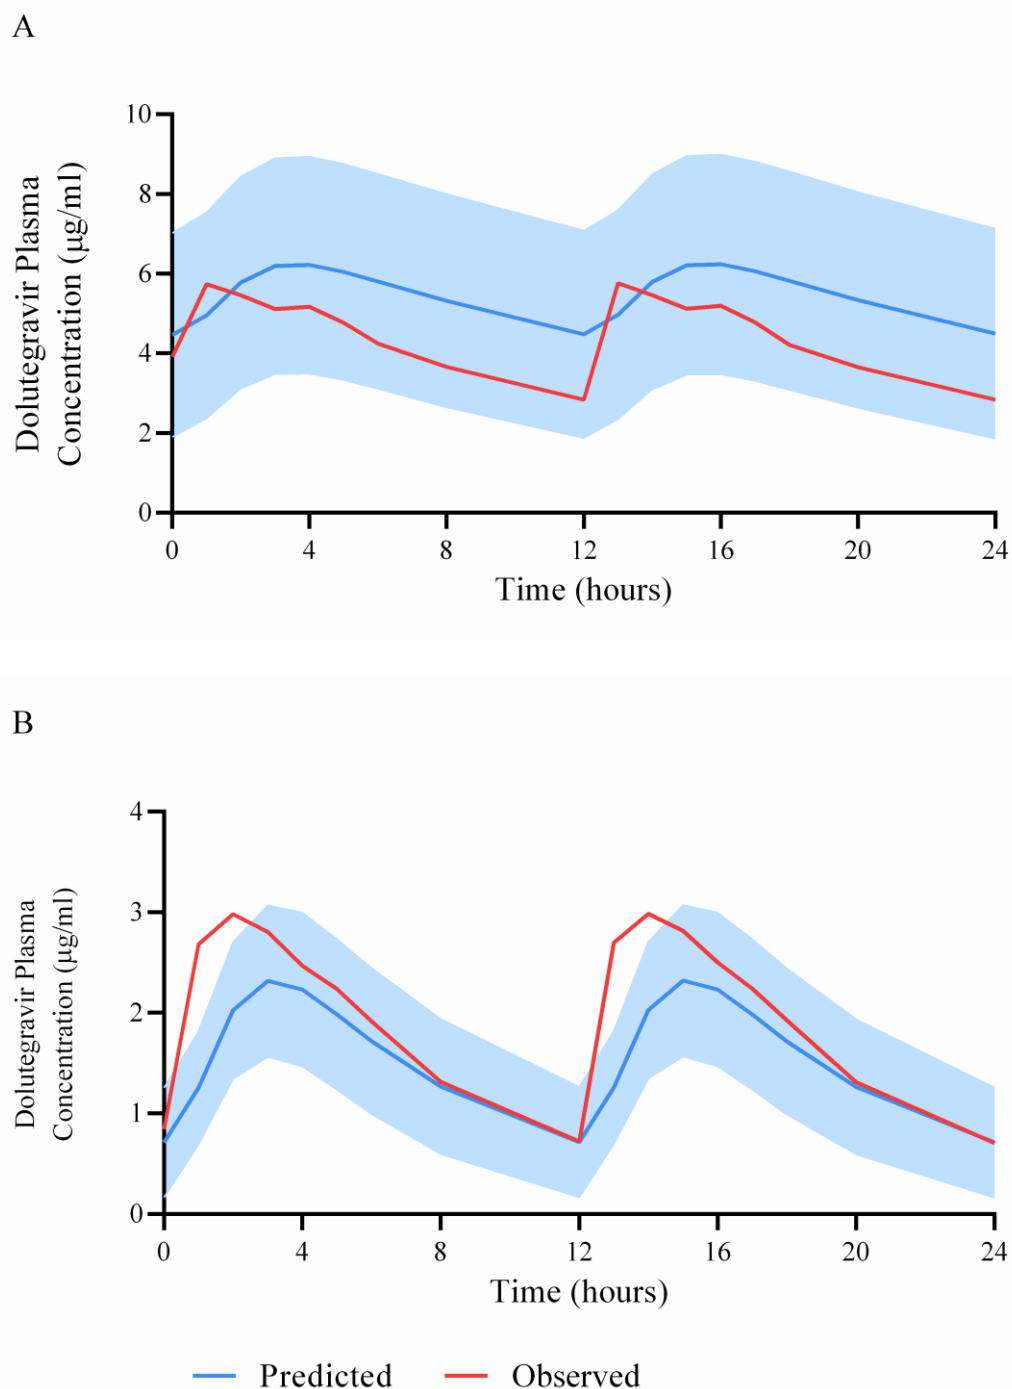 A
Dolutegravir Plasma
Concentration (μg/ml)
10
8
6
4
2
0
0 4 8 12 16 20 24
Time (hours)
B
Dolutegravir Plasma
Concentration (μg/ml)
4
3
2
1
0
0 4 8 12 16 20 24
Time (hours)
Predicted Observed